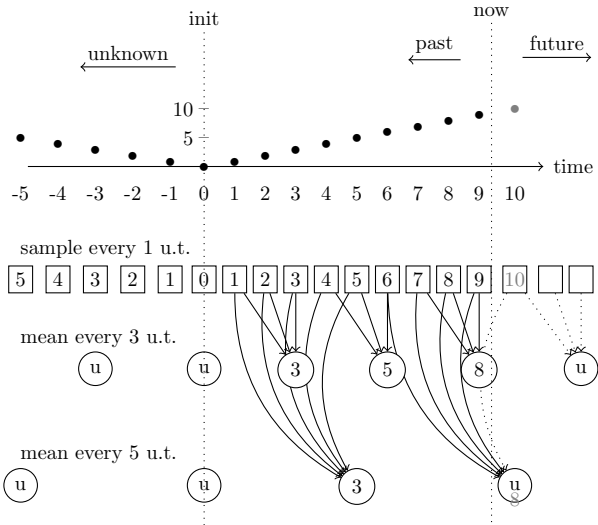 init
now
unknown
past
future
10
5
time
-5 -4 -3 -2 -1 0 1 2 3 4 5 6 7 8 9 10
sample every 1 u.t.
5 4 3 2 1 0 1 2 3 4 5 6 7 8 9 10
mean every 3 u.t.
u u 3 5 8 u
mean every 5 u.t.
u u 3 u
8